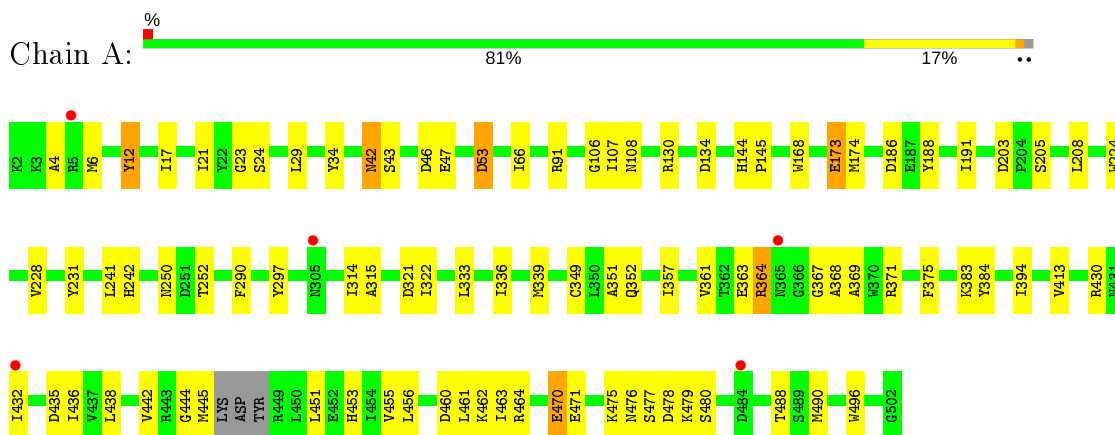 %
Chain A:
81% 17% ••
K2 K3 A4 R5 M6 Y12 I17 I21 Y22 G23 S24 L29 Y34 N42 S43 D46 E47 D53 I66 R91 G106 I107 N108 R130 D134 H144 P145 W168 E173 M174 D186 E187 Y188 I191 D203 P204 S205 L208 W224
V228 Y231 L241 H242 N250 D251 T252 F290 Y297 N305 I314 A315 D321 I322 L333 I336 M339 C349 L350 A351 Q352 I357 V361 T362 E363 R364 N365 G366 G367 A368 A369 W370 R371 F375 K383 Y384 I394 V413 R430 N431
I432 D435 I436 V437 L438 V442 R443 G444 M445 LYS ASP TYR R449 L450 L451 E452 H453 I454 V455 L456 D460 L461 K462 I463 R464 E470 E471 K475 N476 S477 D478 K479 S480 D484 T488 S489 M490 W496 G502